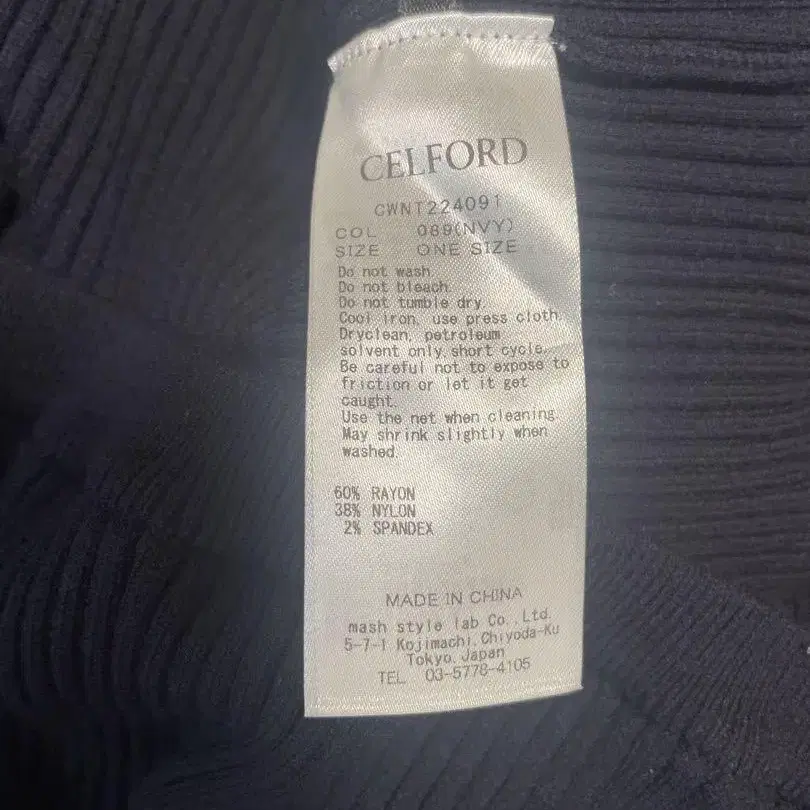 CELFORD
CWNT224091
COL 089(NVY)
SIZE ONE SIZE
Do not wash.
Do not bleach.
Do not tumble dry.
Cool iron, use press cloth.
Dryclean, petroleum
solvent only, short cycle.
Be careful not to expose to
friction or let it get
caught.
Use the net when cleaning.
May shrink slightly when
washed.
60% RAYON
38% NYLON
2% SPANDEX
MADE IN CHINA
mash style lab Co., Ltd.
5-7-1 Kojimachi, Chiyoda-Ku
Tokyo, Japan
TEL 03-5778-4105